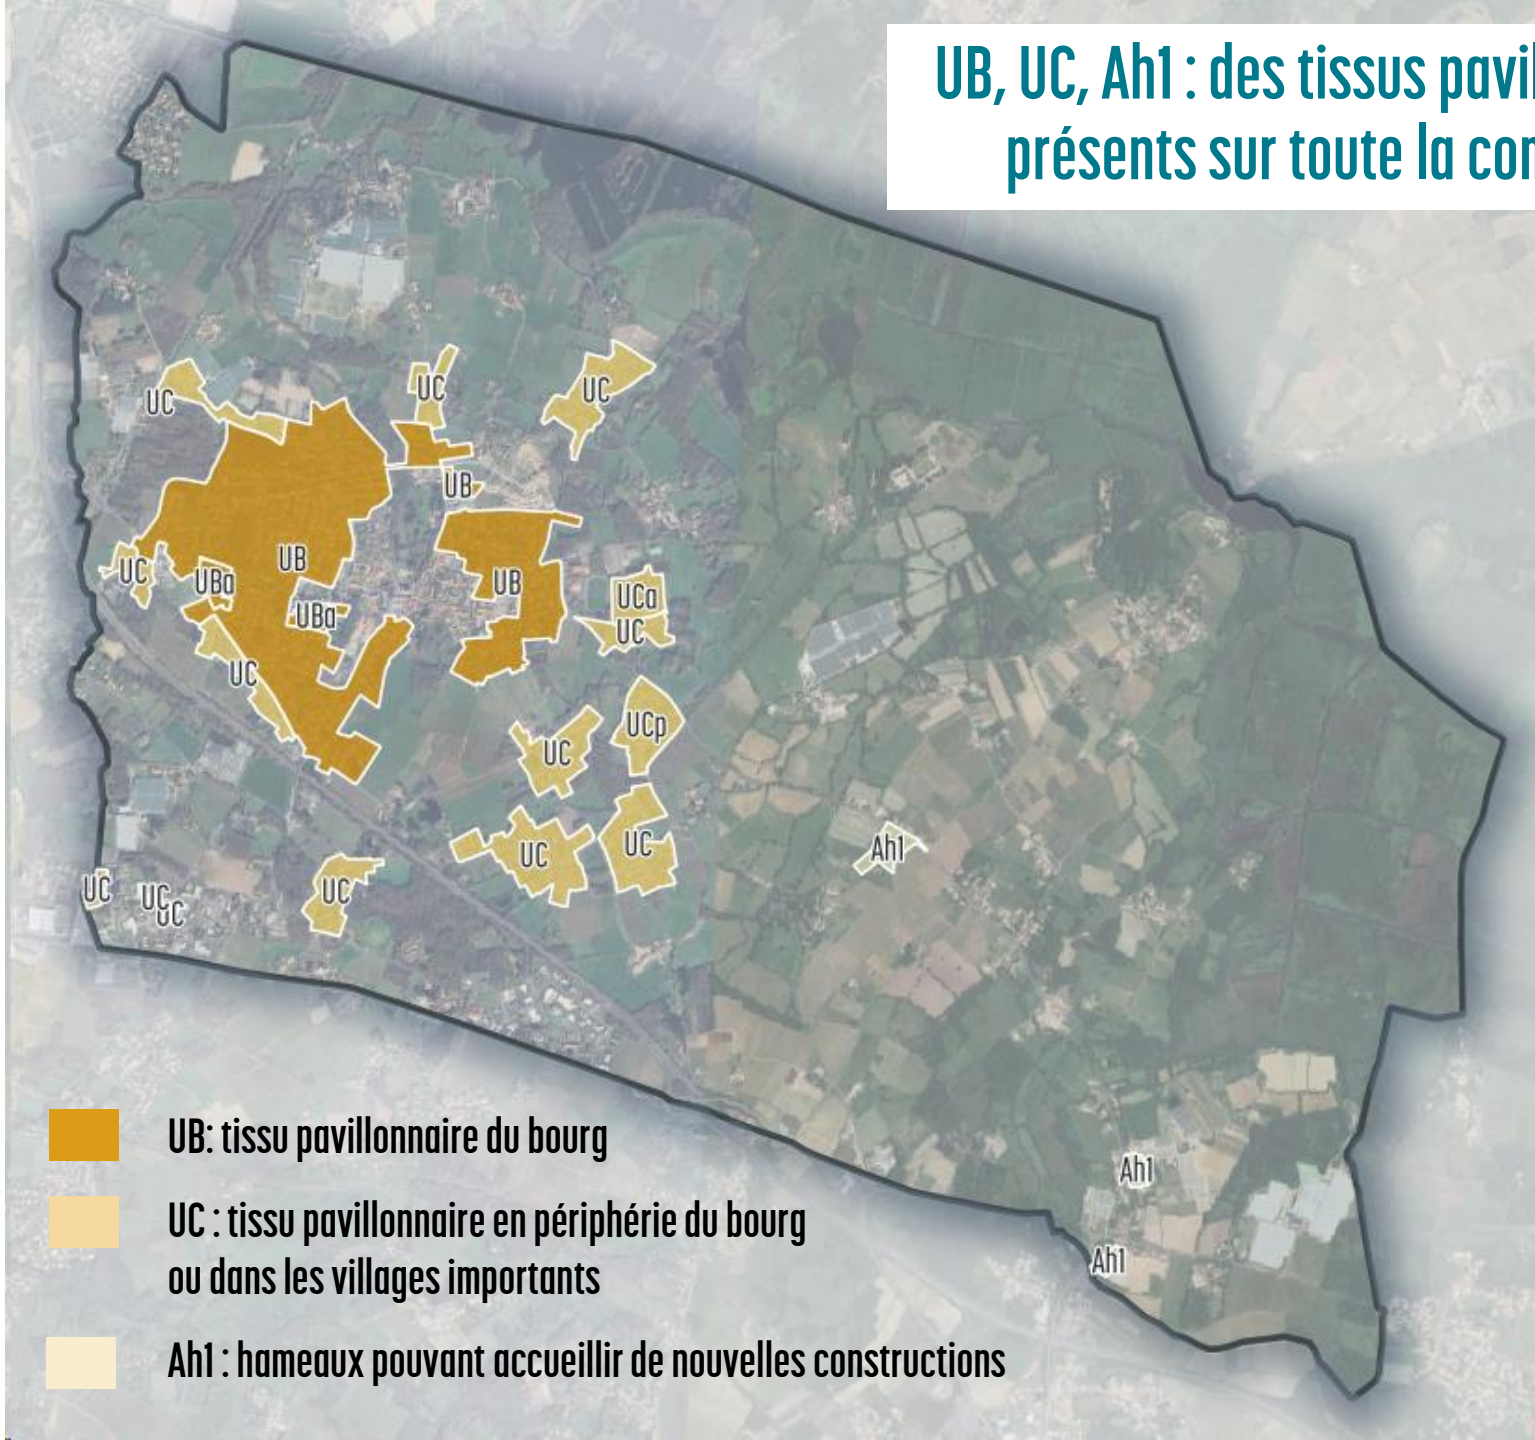 UB, UC, Ah1 : des tissus pavil
présents sur toute la con
UC
UC
UC
UB
UB
UC
UBa
UB
UCa
UBa
UC
UC
UCp
UC
UC
UC
Ah1
UC
UC
UC
UC
Ah1
Ah1
UB: tissu pavillonnaire du bourg
UC : tissu pavillonnaire en périphérie du bourg
ou dans les villages importants
Ah1 : hameaux pouvant accueillir de nouvelles constructions